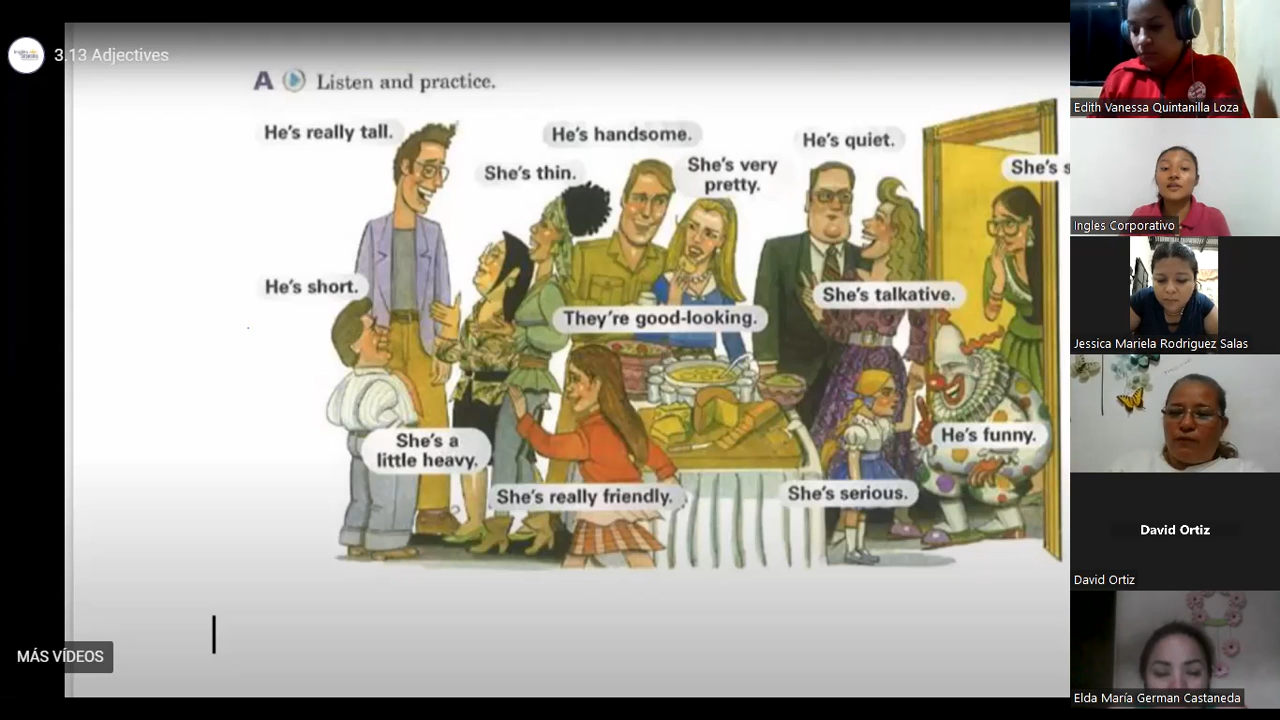 3.13 Adjectives
A Listen and practice.
He's really tall.
He's handsome.
He's quiet.
She's thin.
She's very
pretty.
She's s
He's short.
She's talkative.
They're good-looking.
She's a
little heavy.
He's funny.
She's really friendly.
She's serious.
MÁS VÍDEOS
Edith Vanessa Quintanilla Loza
Ingles Corporativo
Jessica Mariela Rodriguez Salas
David Ortiz
David Ortiz
Elda María German Castaneda